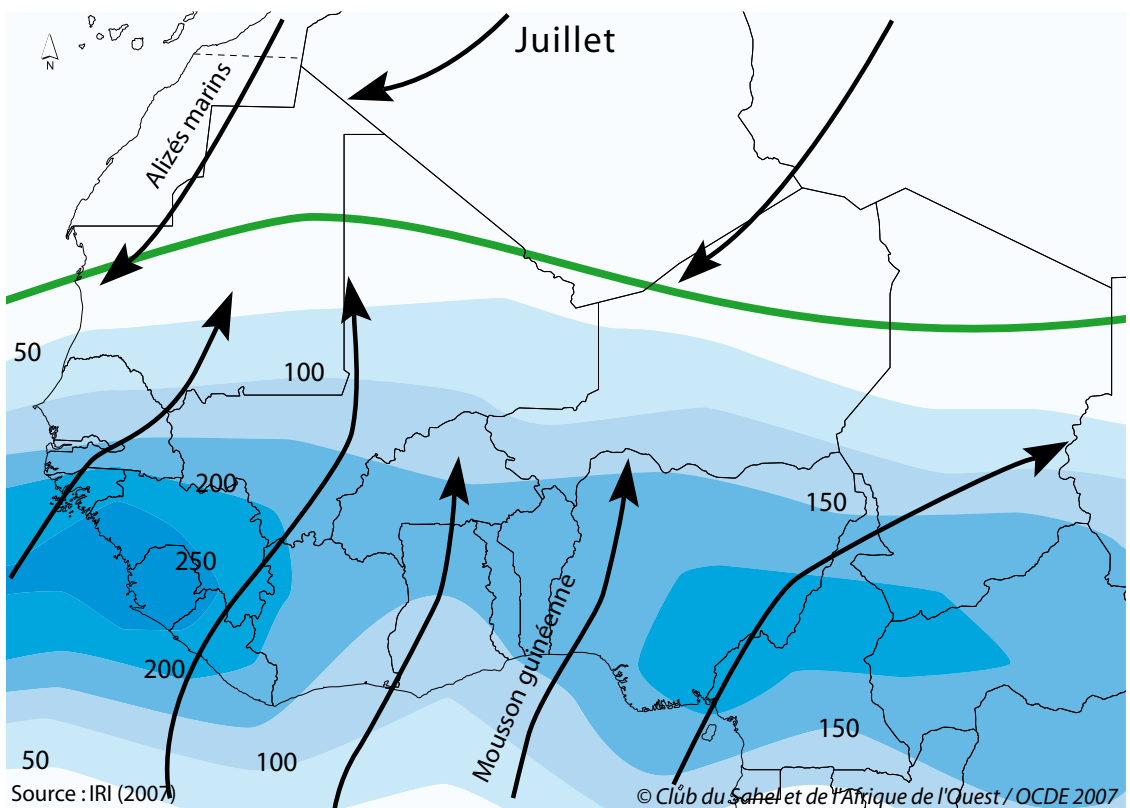 Juillet
N
Alizés marins
50
100
200
150
250
200
Mousson guinéenne
150
100
50
Source : IRI (2007)
© Club du Sahel et de l'Afrique de l'Ouest / OCDE 2007